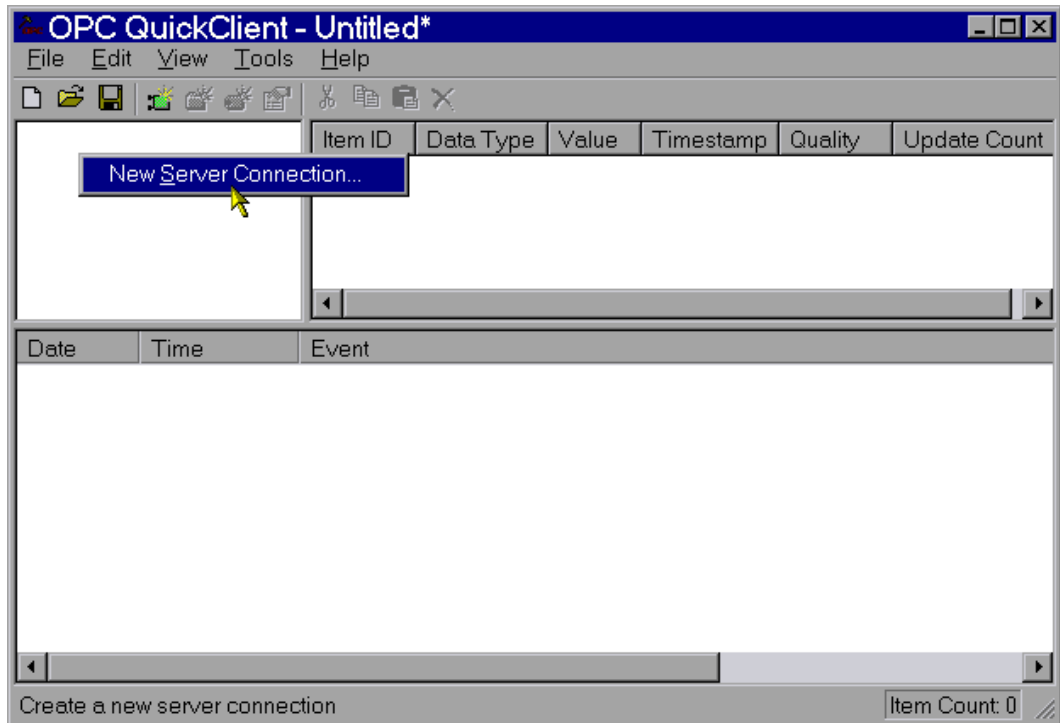 OPC QuickClient - Untitled*
File Edit View Tools Help
Item ID Data Type Value Timestamp Quality Update Count
New Server Connection...
Date Time Event
Create a new server connection Item Count: 0